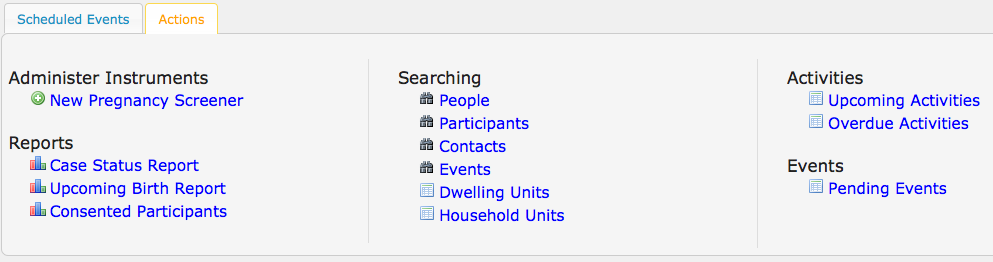 Scheduled Events
Actions
Administer Instruments
New Pregnancy Screener
Reports
Case Status Report
Upcoming Birth Report
Consented Participants
Searching
People
Participants
Contacts
Events
Dwelling Units
Household Units
Activities
Upcoming Activities
Overdue Activities
Events
Pending Events